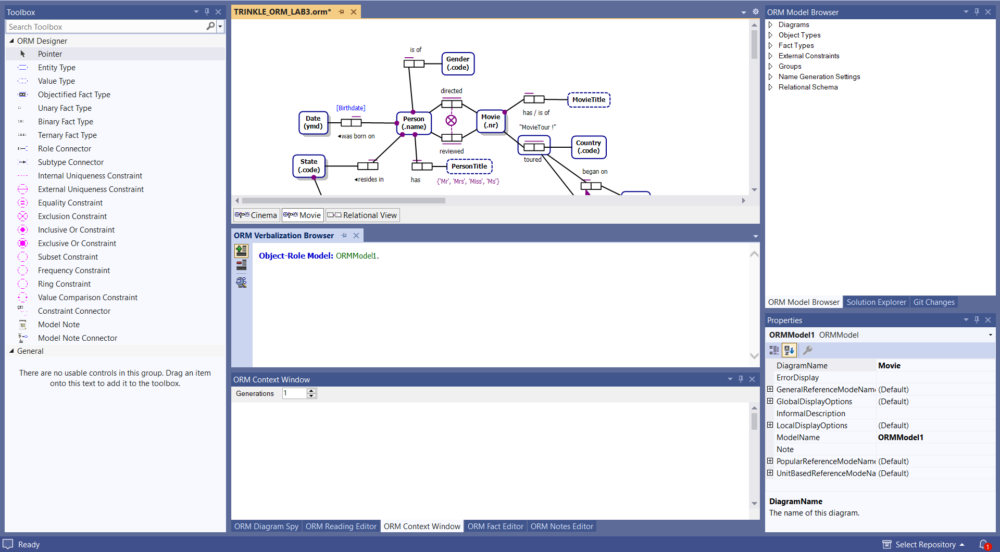 Toolbox
Search Toolbox
ORM Designer
Pointer
Entity Type
Value Type
Objectified Fact Type
Unary Fact Type
Binary Fact Type
Ternary Fact Type
Role Connector
Subtype Connector
Internal Uniqueness Constraint
External Uniqueness Constraint
Equality Constraint
Exclusion Constraint
Inclusive Or Constraint
Exclusive Or Constraint
Subset Constraint
Frequency Constraint
Ring Constraint
Value Comparison Constraint
Constraint Connector
Model Note
Model Note Connector
General
There are no usable controls in this group. Drag an item
onto this text to add it to the toolbox.
TRINKLE_ORM_LAB3.orm*
is of
Gender
(.code)
directed
MovieTitle
[Birthdate]
has / is of
Date
(ymd)
Person
(.name)
Movie
(.nr)
"MovieTour !"
◄was born on
Country
(.code)
reviewed
toured
State
(.code)
PersonTitle
began on
◄resides in
has
{'Mr', 'Mrs', 'Miss', 'Ms'}
Cinema
Movie
Relational View
ORM Verbalization Browser
Object-Role Model: ORMModel1.
ORM Context Window
Generations 1
ORM Diagram Spy
ORM Reading Editor
ORM Context Window
ORM Fact Editor
ORM Notes Editor
ORM Model Browser
Diagrams
Object Types
Fact Types
External Constraints
Groups
Name Generation Settings
Relational Schema
ORM Model Browser
Solution Explorer
Git Changes
Properties
ORMModel1 ORMModel
DiagramName Movie
ErrorDisplay
GeneralReferenceModeName (Default)
GlobalDisplayOptions (Default)
InformalDescription
LocalDisplayOptions (Default)
ModelName ORMModel1
Note
PopularReferenceModeName (Default)
UnitBasedReferenceModeNa (Default)
DiagramName
The name of this diagram.
Ready
Select Repository
1